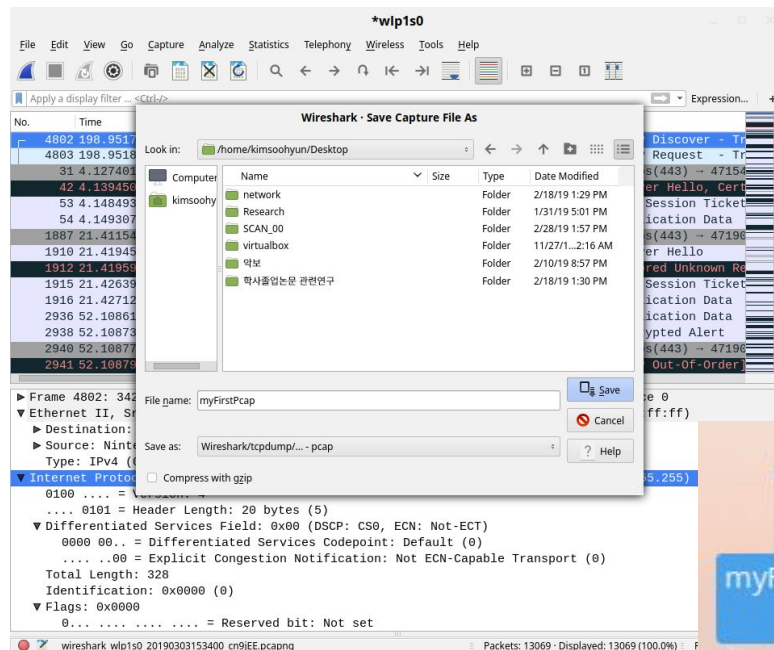 *wlp1s0
File Edit View Go Capture Analyze Statistics Telephony Wireless Tools Help
Apply a display filter ... <Ctrl-/> Expression... +
No. Time
4802 198.9517 Discover - Tr
4803 198.9518 Request - Tr
31 4.127401 s(443) → 47154
42 4.139450 er Hello, Cert
53 4.148493 Session Ticket
54 4.149307 ication Data
1887 21.41154 s(443) → 47190
1910 21.41945 er Hello
1912 21.41959 red Unknown Re
1915 21.42639 Session Ticket
1916 21.42712 ication Data
2936 52.10861 ication Data
2938 52.10873 ypted Alert
2940 52.10877 s(443) → 47190
2941 52.10879 Out-Of-Order]
Wireshark · Save Capture File As
Look in: /home/kimsoohyun/Desktop
Computer
kimsoohy
Name Size Type Date Modified
network Folder 2/18/19 1:29 PM
Research Folder 1/31/19 5:01 PM
SCAN_00 Folder 2/28/19 1:57 PM
virtualbox Folder 11/27/1...2:16 AM
악보 Folder 2/10/19 8:57 PM
학사졸업논문 관련연구 Folder 2/18/19 1:30 PM
File name: myFirstPcap
Save
Cancel
Save as: Wireshark/tcpdump/... - pcap
Help
Compress with gzip
Frame 4802: 342 ce 0
Ethernet II, Sr ff:ff)
Destination:
Source: Ninte
Type: IPv4 (
Internet Protoc 55.255)
0100 .... = Version: 4
.... 0101 = Header Length: 20 bytes (5)
Differentiated Services Field: 0x00 (DSCP: CS0, ECN: Not-ECT)
0000 00.. = Differentiated Services Codepoint: Default (0)
.... ..00 = Explicit Congestion Notification: Not ECN-Capable Transport (0)
Total Length: 328
Identification: 0x0000 (0)
Flags: 0x0000
0... .... .... .... = Reserved bit: Not set
wireshark_wlp1s0_20190303153400_cn9jEE.pcapng
Packets: 13069 · Displayed: 13069 (100.0%)
myF